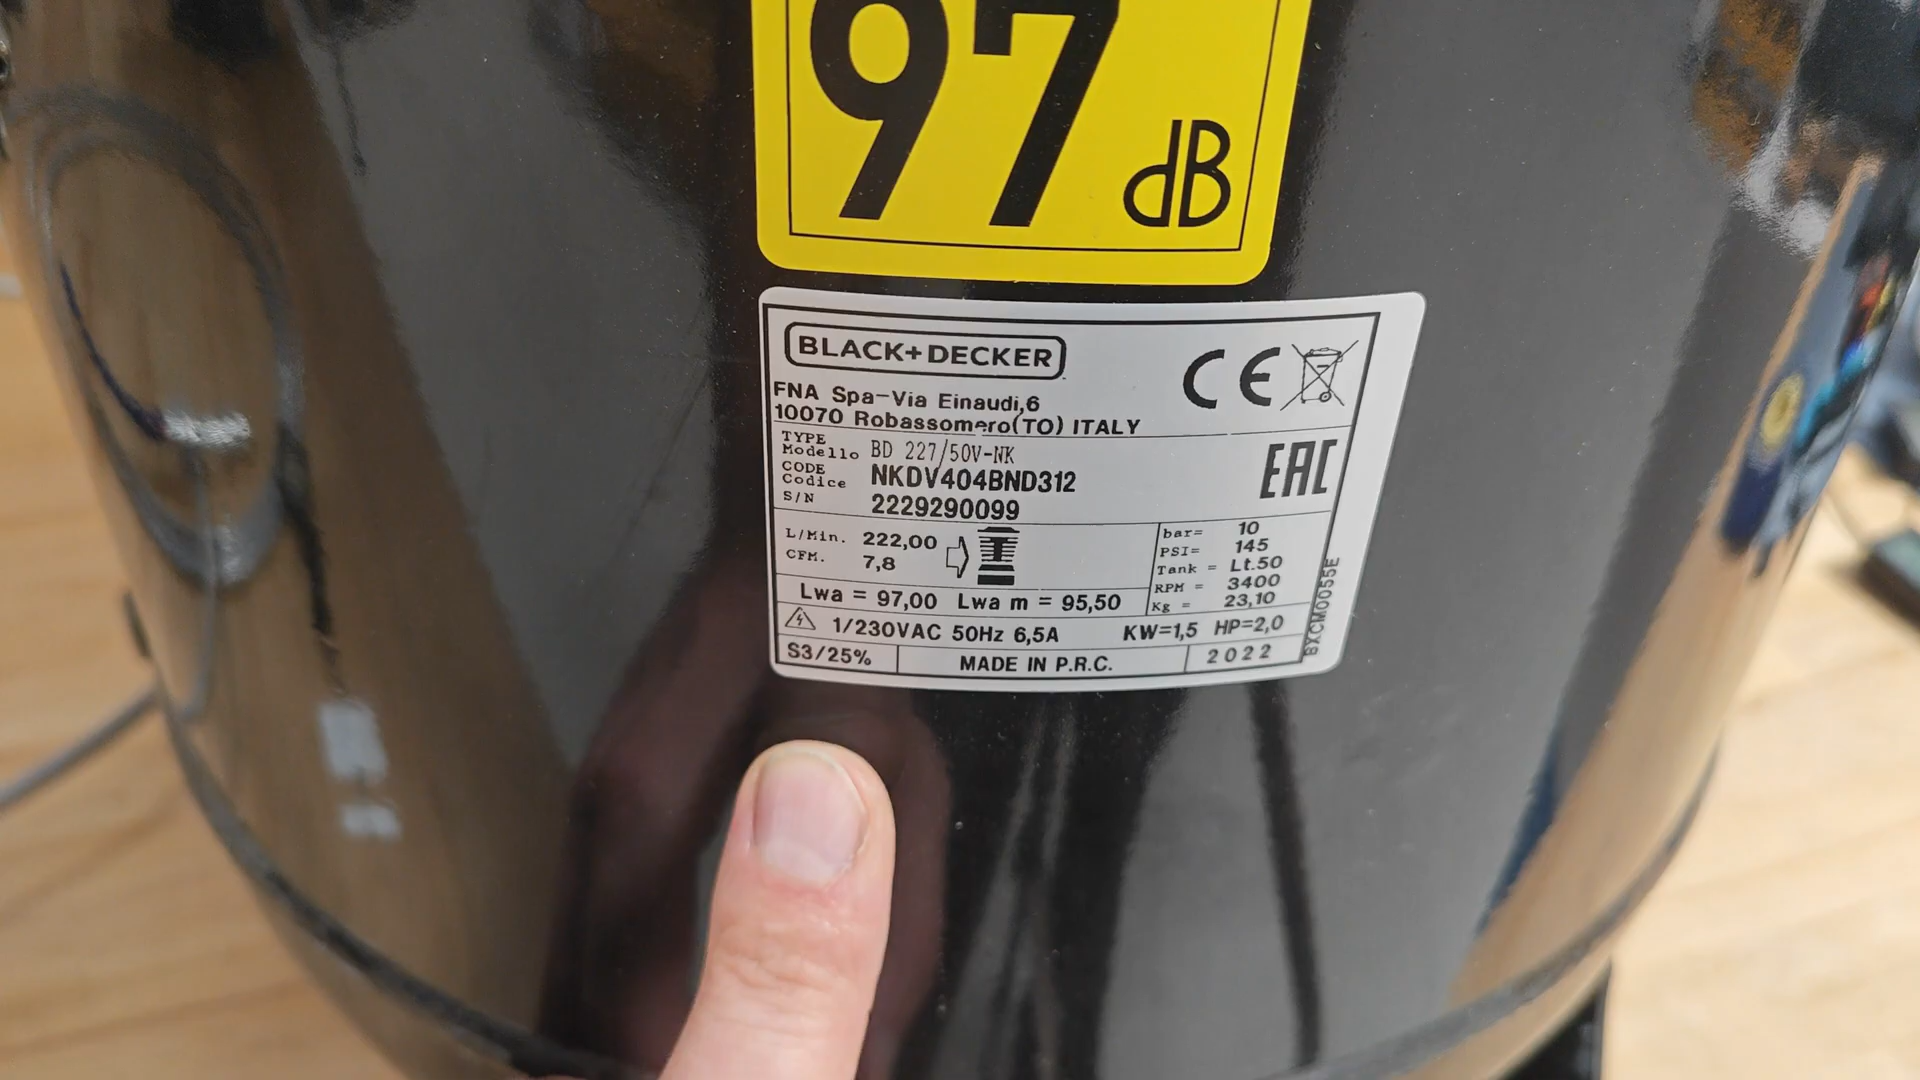 97 dB
BLACK+DECKER
CE
FNA Spa-Via Einaudi,6
10070 Robassomero(TO) ITALY
TYPE
Modello BD 227/50V-NK
CODE
Codice NKDV404BND312
S/N 2229290099
EAC
L/Min. 222,00
CFM. 7,8
bar= 10
PSI= 145
Tank = Lt.50
RPM = 3400
Kg = 23,10
Lwa = 97,00 Lwa m = 95,50
1/230VAC 50Hz 6,5A KW=1,5 HP=2,0
S3/25% MADE IN P.R.C. 2022
BXCM0055E